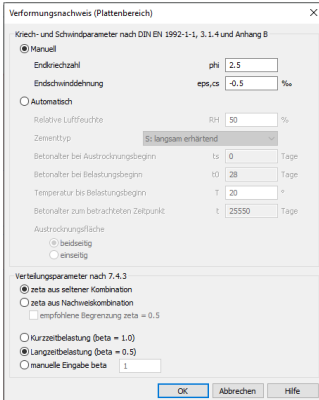 Verformungsnachweis (Plattenbereich)
Kriech- und Schwindparameter nach DIN EN 1992-1-1, 3.1.4 und Anhang B
Manuell
Endkriechzahl phi 2.5
Endschwinddehnung eps,cs -0.5 ‰
Automatisch
Relative Luftfeuchte RH 50 %
Zementtyp S: langsam erhärtend
Betonalter bei Austrocknungsbeginn ts 0 Tage
Betonalter bei Belastungsbeginn t0 28 Tage
Temperatur bis Belastungsbeginn T 20 °
Betonalter zum betrachteten Zeitpunkt t 25550 Tage
Austrocknungsfläche
beidseitig
einseitig
Verteilungsparameter nach 7.4.3
zeta aus seltener Kombination
zeta aus Nachweiskombination
empfohlene Begrenzung zeta = 0.5
Kurzzeitbelastung (beta = 1.0)
Langzeitbelastung (beta = 0.5)
manuelle Eingabe beta 1
OK Abbrechen Hilfe